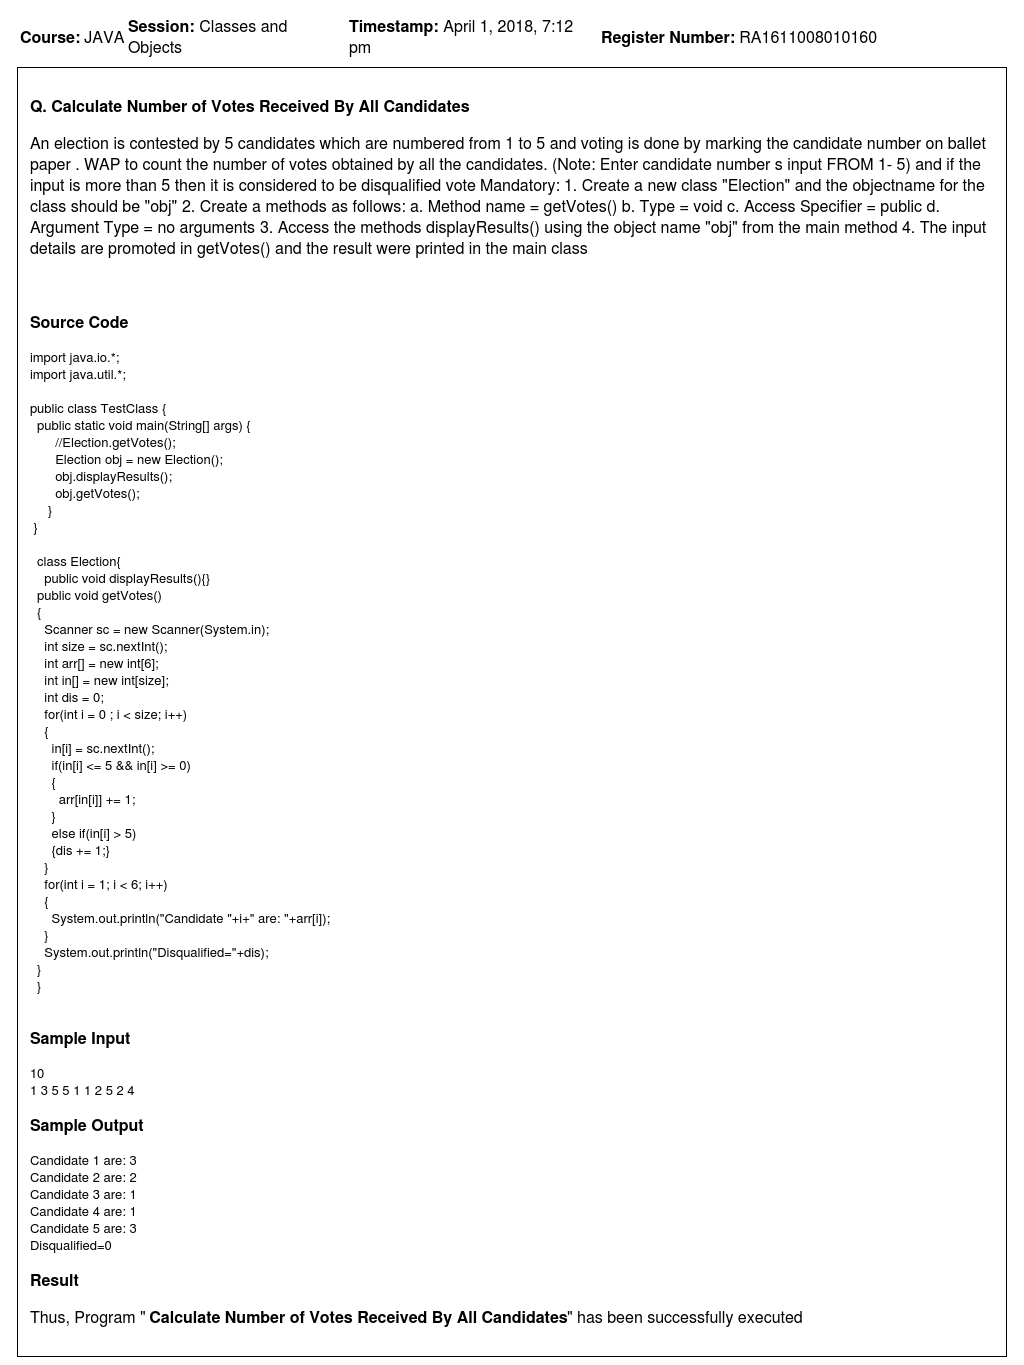 Course: JAVA Session: Classes and Objects Timestamp: April 1, 2018, 7:12 pm Register Number: RA1611008010160
Q. Calculate Number of Votes Received By All Candidates
An election is contested by 5 candidates which are numbered from 1 to 5 and voting is done by marking the candidate number on ballet
paper . WAP to count the number of votes obtained by all the candidates. (Note: Enter candidate number s input FROM 1- 5) and if the
input is more than 5 then it is considered to be disqualified vote Mandatory: 1. Create a new class "Election" and the objectname for the
class should be "obj" 2. Create a methods as follows: a. Method name = getVotes() b. Type = void c. Access Specifier = public d.
Argument Type = no arguments 3. Access the methods displayResults() using the object name "obj" from the main method 4. The input
details are promoted in getVotes() and the result were printed in the main class
Source Code
import java.io.*;
import java.util.*;
public class TestClass {
public static void main(String[] args) {
//Election.getVotes();
Election obj = new Election();
obj.displayResults();
obj.getVotes();
}
}
class Election{
public void displayResults(){}
public void getVotes()
{
Scanner sc = new Scanner(System.in);
int size = sc.nextInt();
int arr[] = new int[6];
int in[] = new int[size];
int dis = 0;
for(int i = 0 ; i < size; i++)
{
in[i] = sc.nextInt();
if(in[i] <= 5 && in[i] >= 0)
{
arr[in[i]] += 1;
}
else if(in[i] > 5)
{dis += 1;}
}
for(int i = 1; i < 6; i++)
{
System.out.println("Candidate "+i+" are: "+arr[i]);
}
System.out.println("Disqualified="+dis);
}
}
Sample Input
10
1 3 5 5 1 1 2 5 2 4
Sample Output
Candidate 1 are: 3
Candidate 2 are: 2
Candidate 3 are: 1
Candidate 4 are: 1
Candidate 5 are: 3
Disqualified=0
Result
Thus, Program " Calculate Number of Votes Received By All Candidates" has been successfully executed